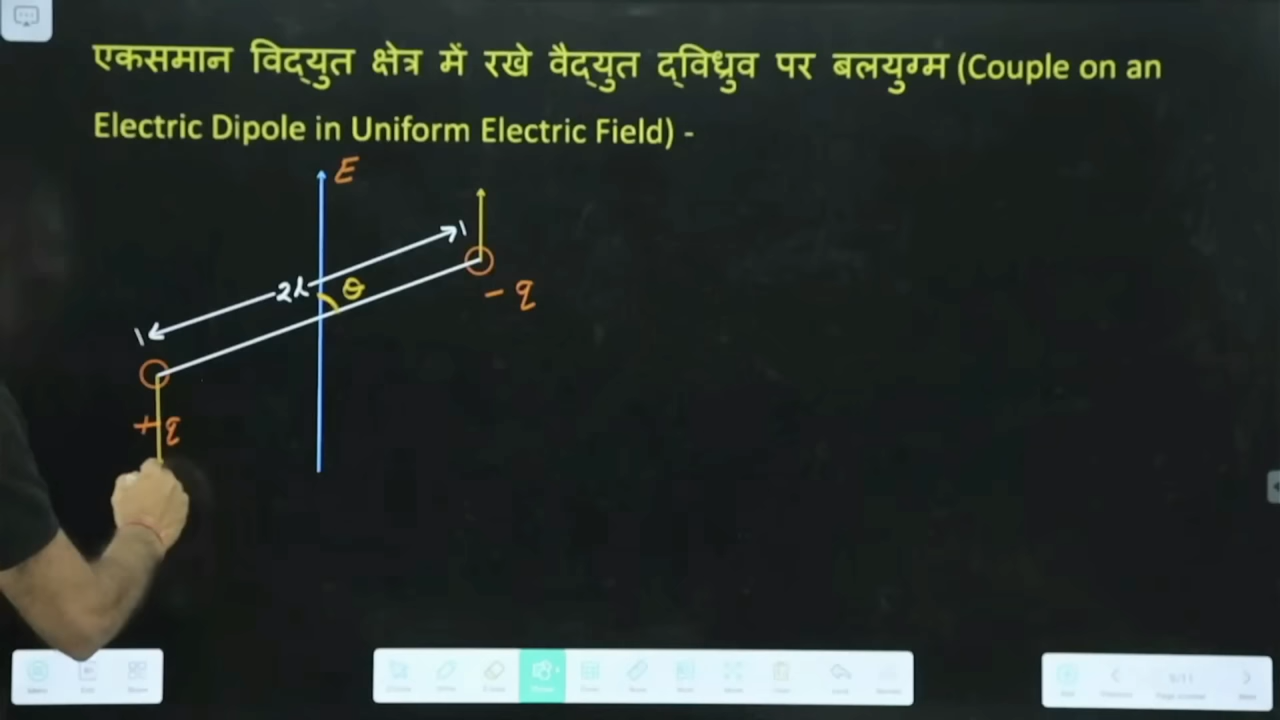 एकसमान विद्युत क्षेत्र में रखे वैद्युत द्विध्रुव पर बलयुग्म (Couple on an
Electric Dipole in Uniform Electric Field) -
E
2l
θ
- q
+q